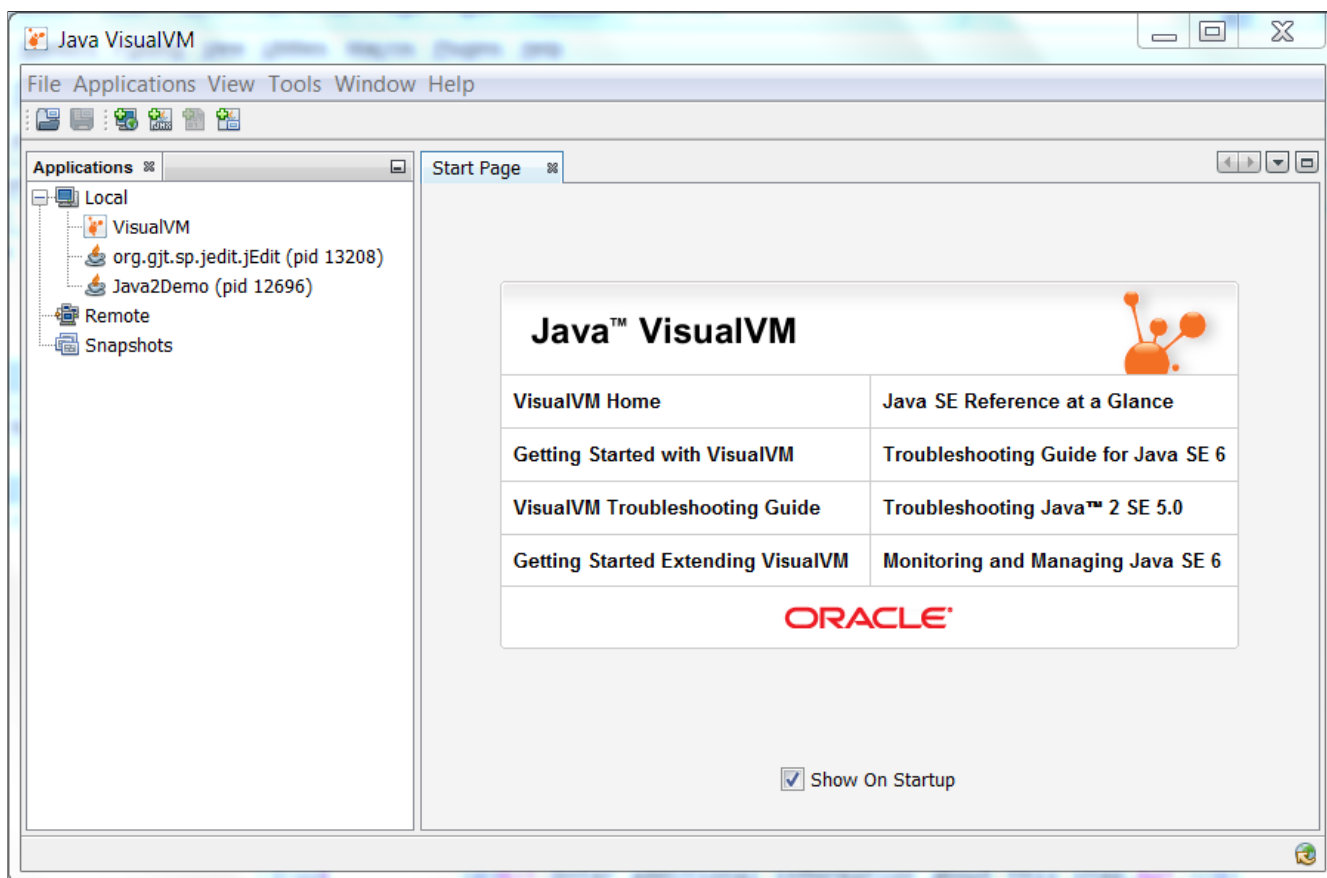 Java VisualVM
File Applications View Tools Window Help
Applications
Start Page
Local
VisualVM
org.gjt.sp.jedit.jEdit (pid 13208)
Java2Demo (pid 12696)
Remote
Snapshots
Java™ VisualVM
VisualVM Home
Java SE Reference at a Glance
Getting Started with VisualVM
Troubleshooting Guide for Java SE 6
VisualVM Troubleshooting Guide
Troubleshooting Java™ 2 SE 5.0
Getting Started Extending VisualVM
Monitoring and Managing Java SE 6
ORACLE
Show On Startup